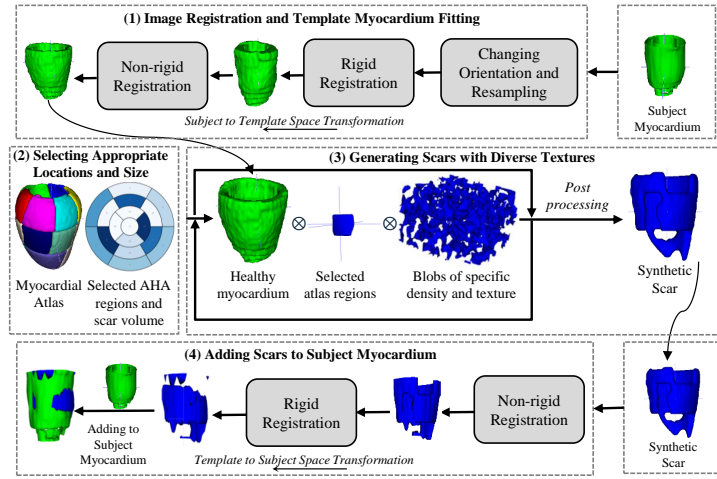 (1) Image Registration and Template Myocardium Fitting
Non-rigid
Registration
Rigid
Registration
Changing
Orientation and
Resampling
Subject to Template Space Transformation
Subject
Myocardium
(2) Selecting Appropriate
Locations and Size
Myocardial
Atlas
Selected AHA
regions and
scar volume
(3) Generating Scars with Diverse Textures
⊗
⊗
Healthy
myocardium
Selected
atlas regions
Blobs of specific
density and texture
Post
processing
Synthetic
Scar
(4) Adding Scars to Subject Myocardium
Adding to
Subject
Myocardium
Rigid
Registration
Non-rigid
Registration
Template to Subject Space Transformation
Synthetic
Scar